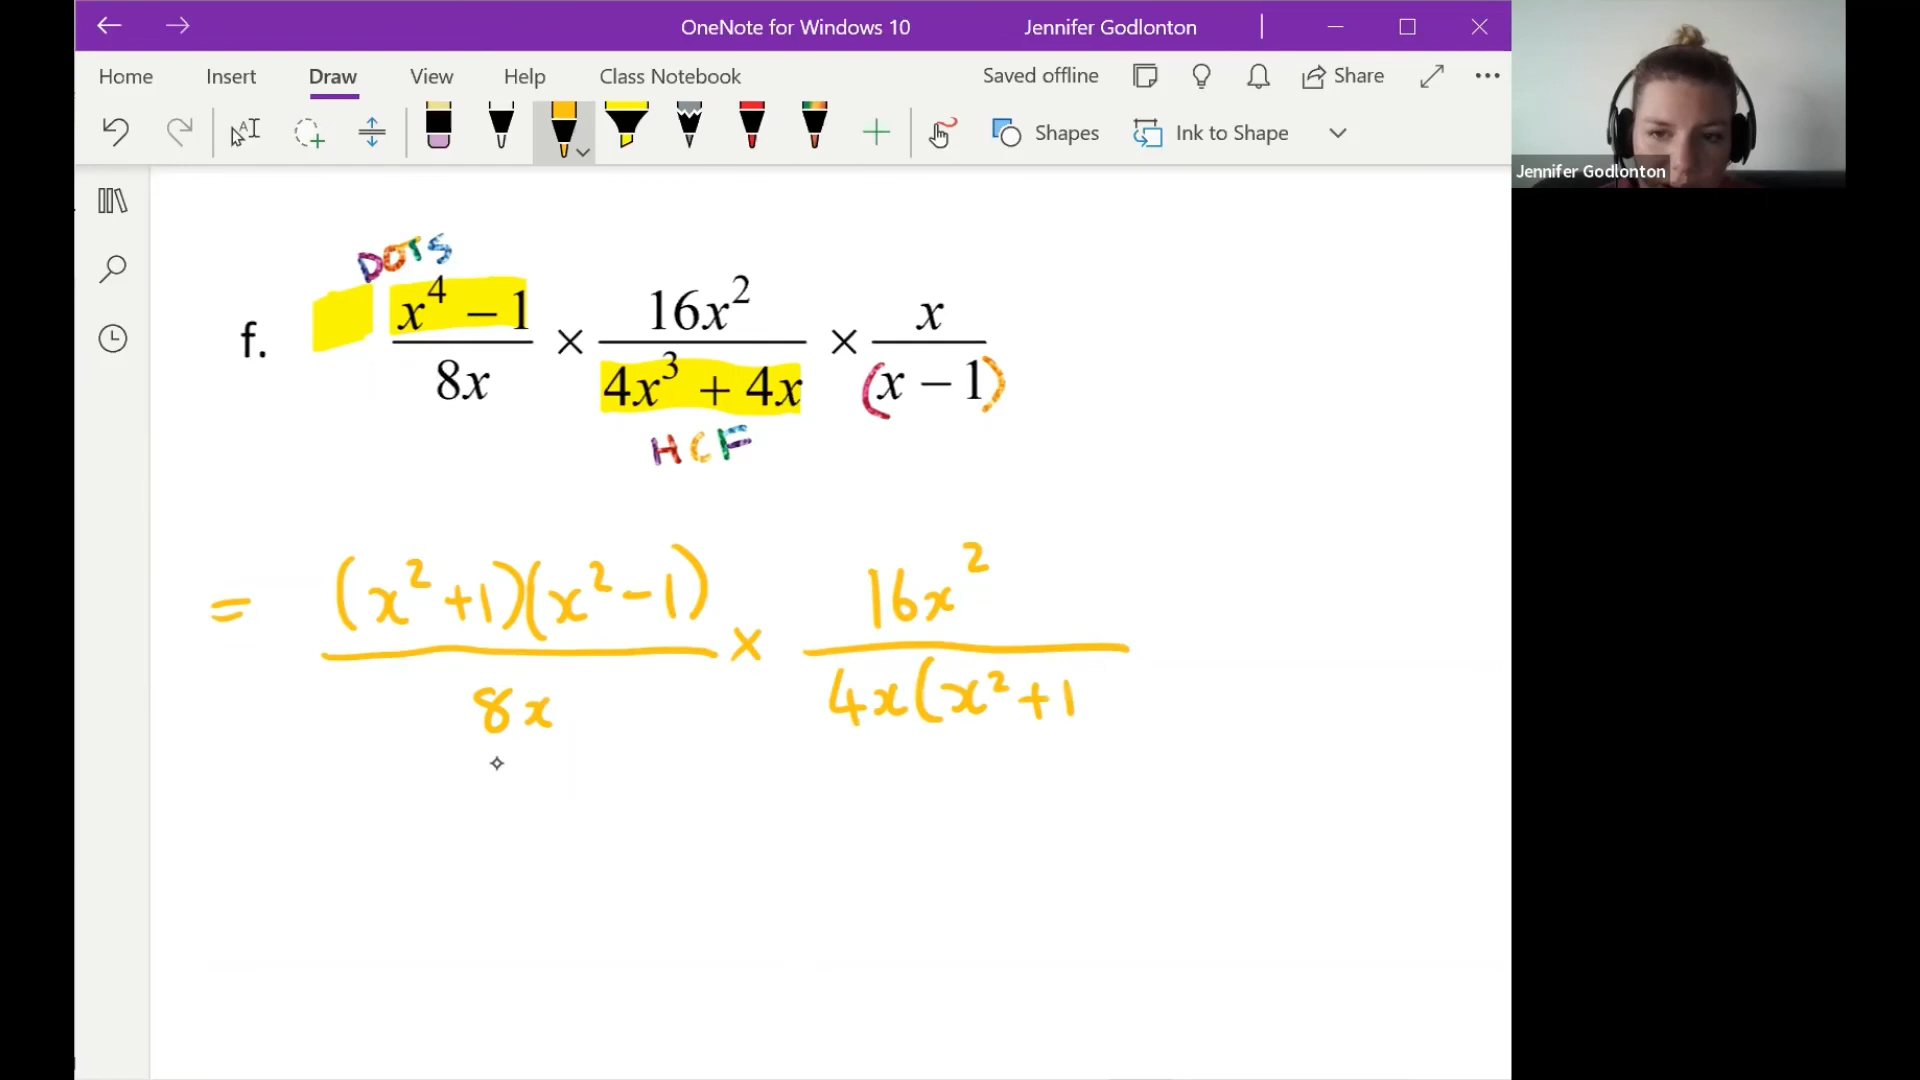 OneNote for Windows 10 Jennifer Godlonton
Home Insert Draw View Help Class Notebook Saved offline Share
Shapes Ink to Shape
Jennifer Godlonton
DOTS
f. x⁴ − 1 / 8x × 16x² / 4x³ + 4x × x / (x − 1)
HCF
= (x² + 1)(x² − 1) / 8x × 16x² / 4x(x² + 1